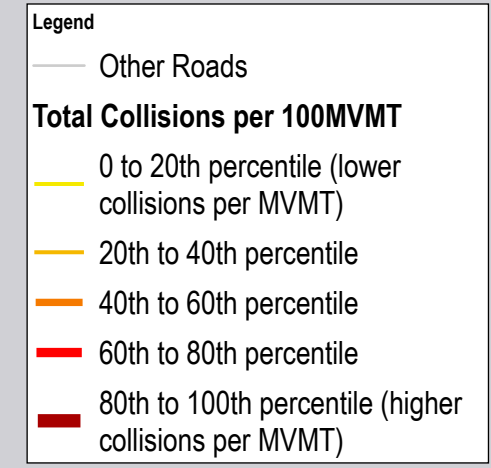 Legend
Other Roads
Total Collisions per 100MVMT
0 to 20th percentile (lower
collisions per MVMT)
20th to 40th percentile
40th to 60th percentile
60th to 80th percentile
80th to 100th percentile (higher
collisions per MVMT)